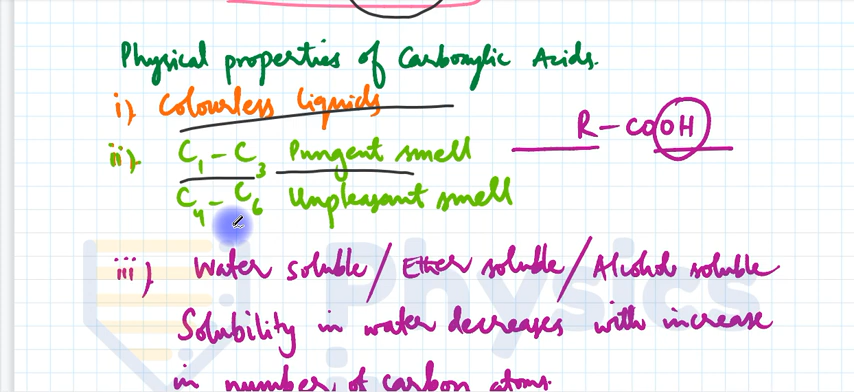 Physical properties of Carboxylic Acids.
i) Colourless liquids
R-COOH
ii) C₁ - C₃ Pungent smell
C₄ - C₆ Unpleasant smell
iii) Water soluble/Ether soluble/Alcohol soluble
Solubility in water decreases with increase
in number of carbon atoms.
Physics